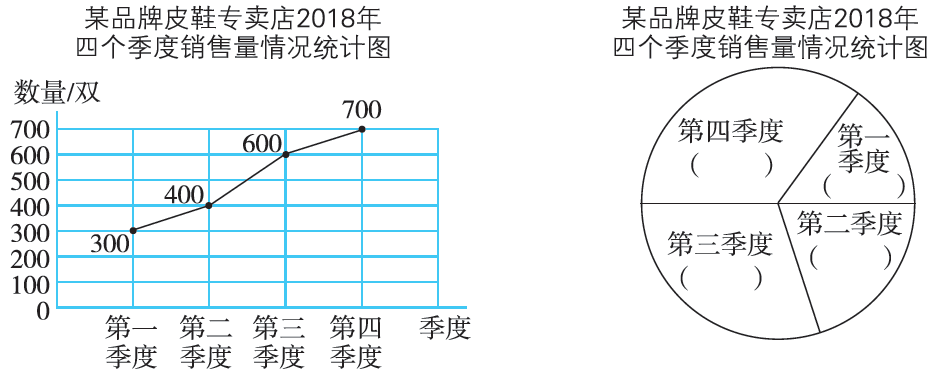 某品牌皮鞋专卖店2018年
四个季度销售量情况统计图
数量/双
700
600
500
400
300
200
100
0
300
400
600
700
第一
季度
第二
季度
第三
季度
第四
季度
季度
某品牌皮鞋专卖店2018年
四个季度销售量情况统计图
第四季度
( )
第一
季度
( )
第三季度
( )
第二季度
( )